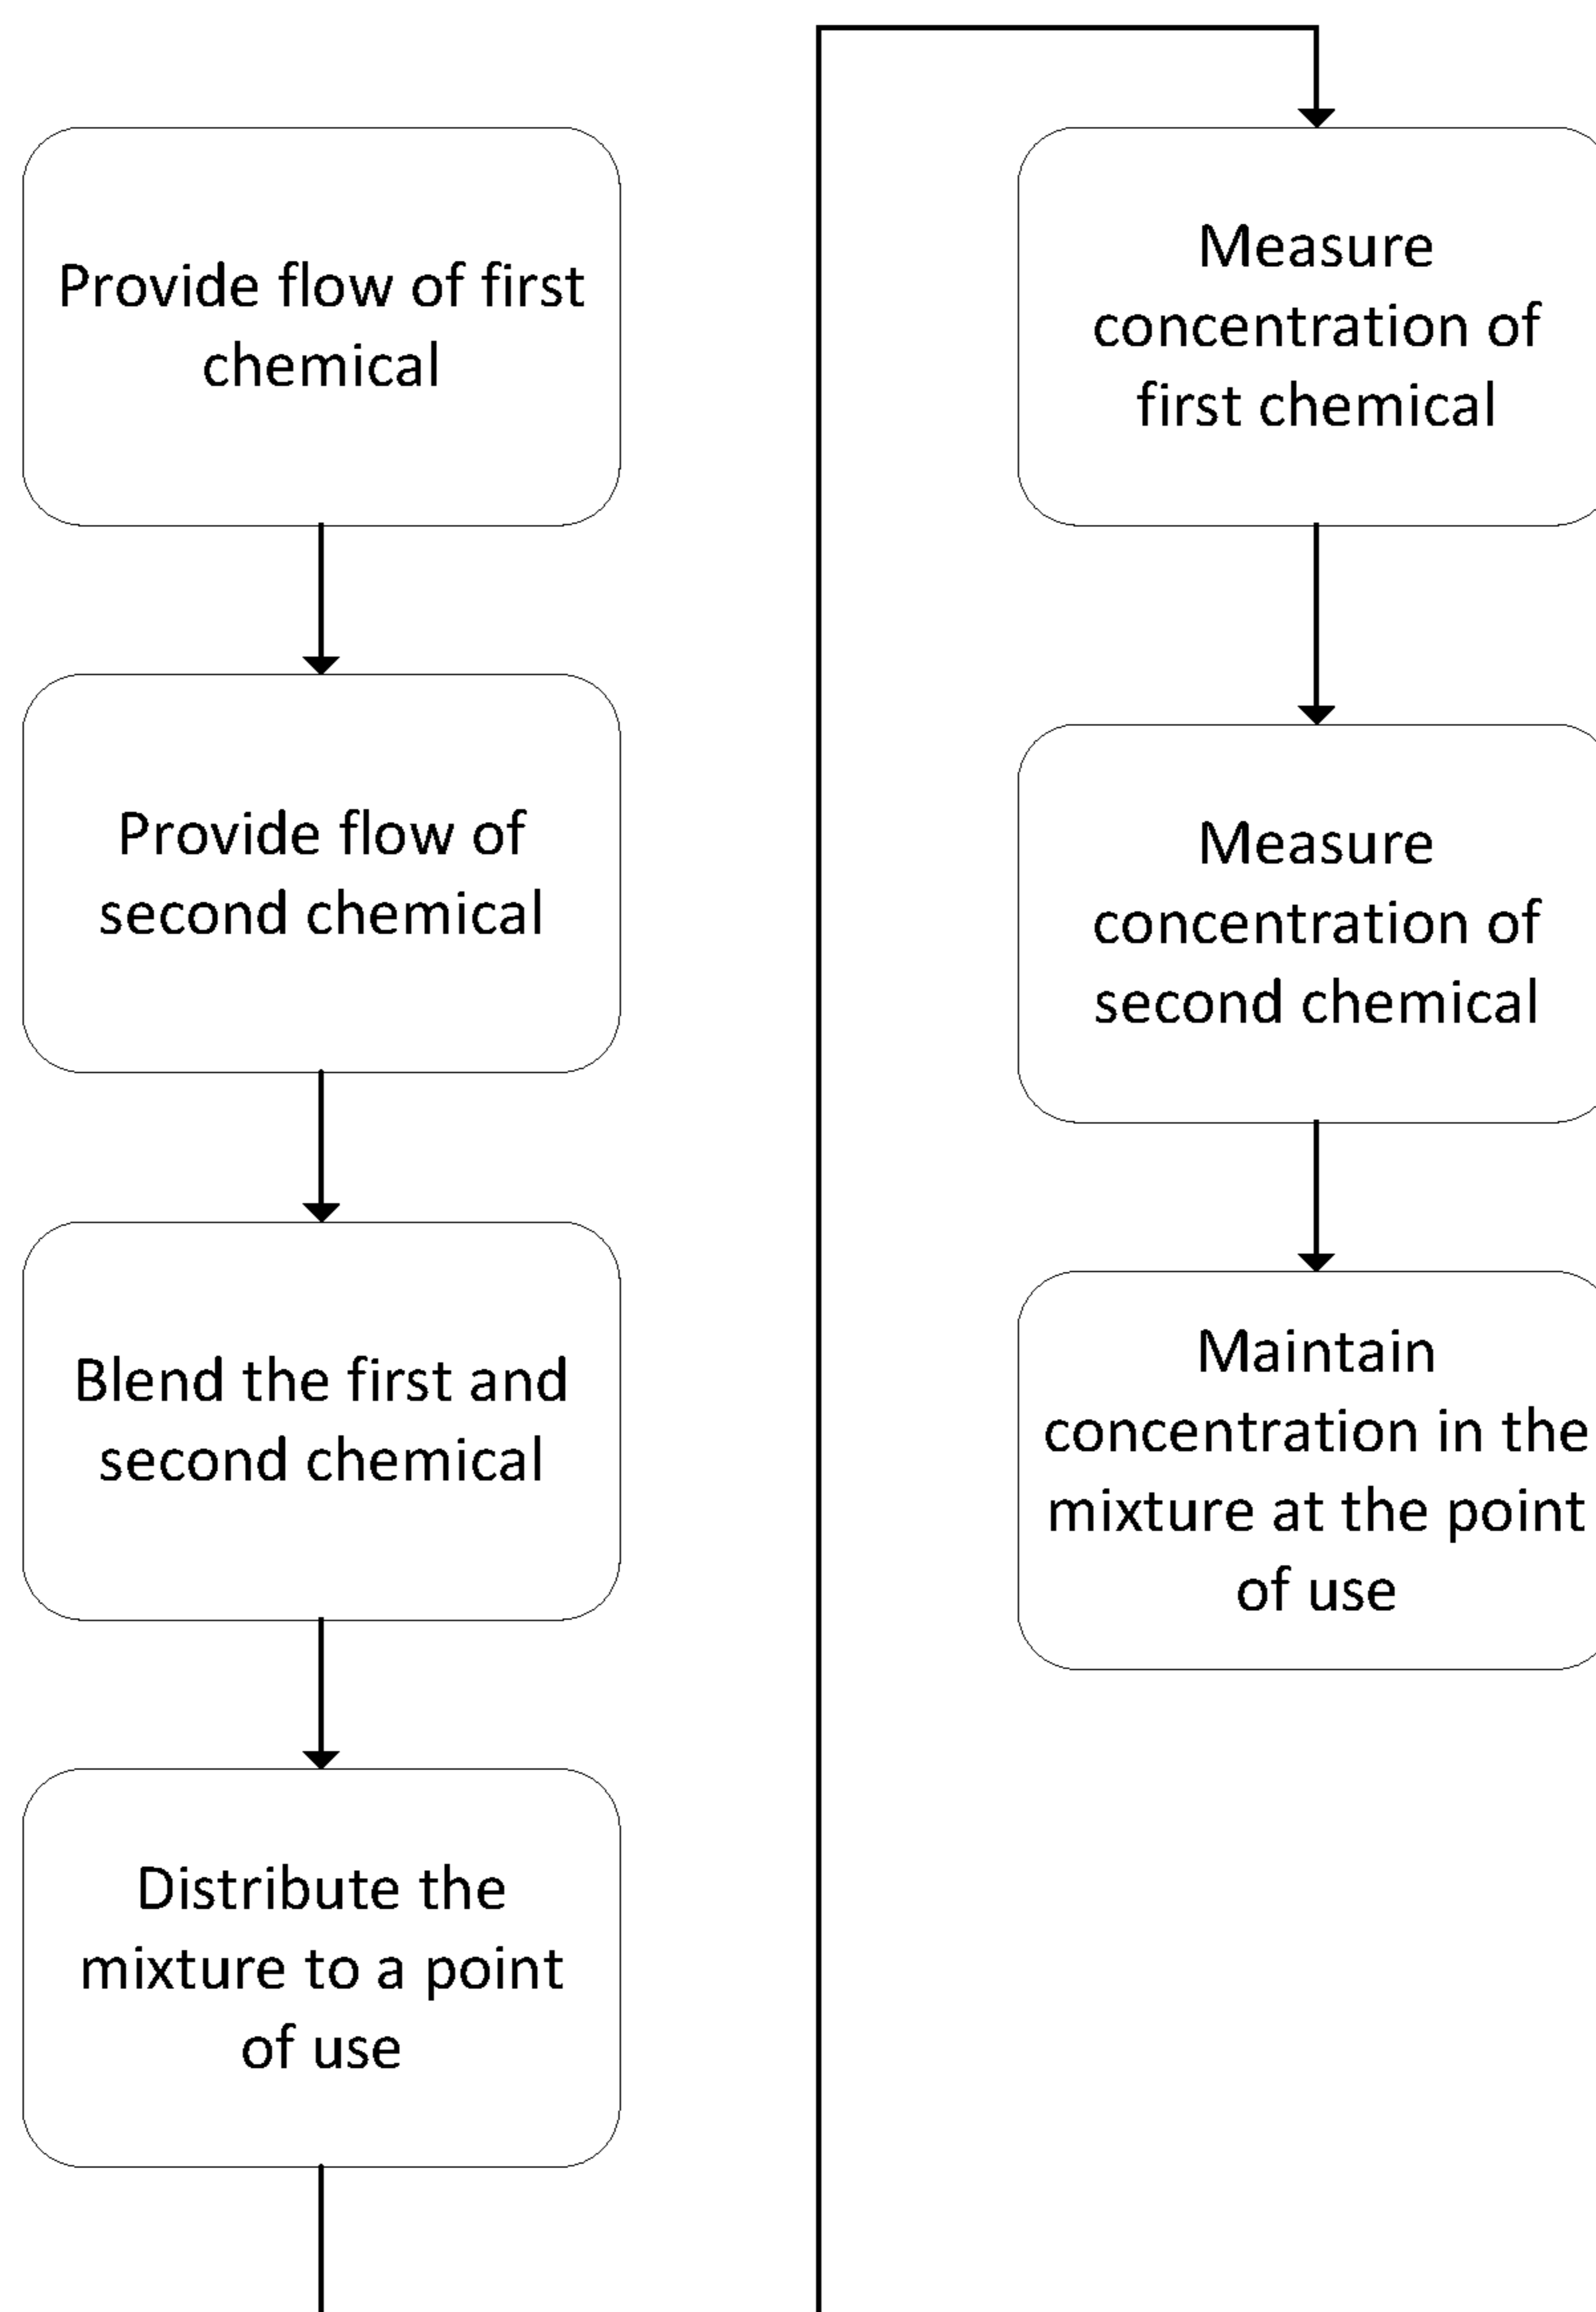 Provide flow of first
chemical
Provide flow of
second chemical
Blend the first and
second chemical
Distribute the
mixture to a point
of use
Measure
concentration of
first chemical
Measure
concentration of
second chemical
Maintain
concentration in the
mixture at the point
of use